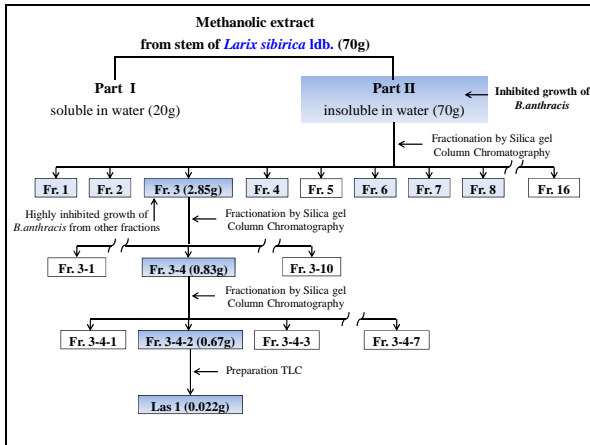 Methanolic extract
from stem of Larix sibirica ldb. (70g)
Part I
soluble in water (20g)
Part II
insoluble in water (70g)
Inhibited growth of
B.anthracis
Fractionation by Silica gel
Column Chromatography
Fr. 1
Fr. 2
Fr. 3 (2.85g)
Fr. 4
Fr. 5
Fr. 6
Fr. 7
Fr. 8
Fr. 16
Highly inhibited growth of
B.anthracis from other fractions
Fractionation by Silica gel
Column Chromatography
Fr. 3-1
Fr. 3-4 (0.83g)
Fr. 3-10
Fractionation by Silica gel
Column Chromatography
Fr. 3-4-1
Fr. 3-4-2 (0.67g)
Fr. 3-4-3
Fr. 3-4-7
Preparation TLC
Las 1 (0.022g)